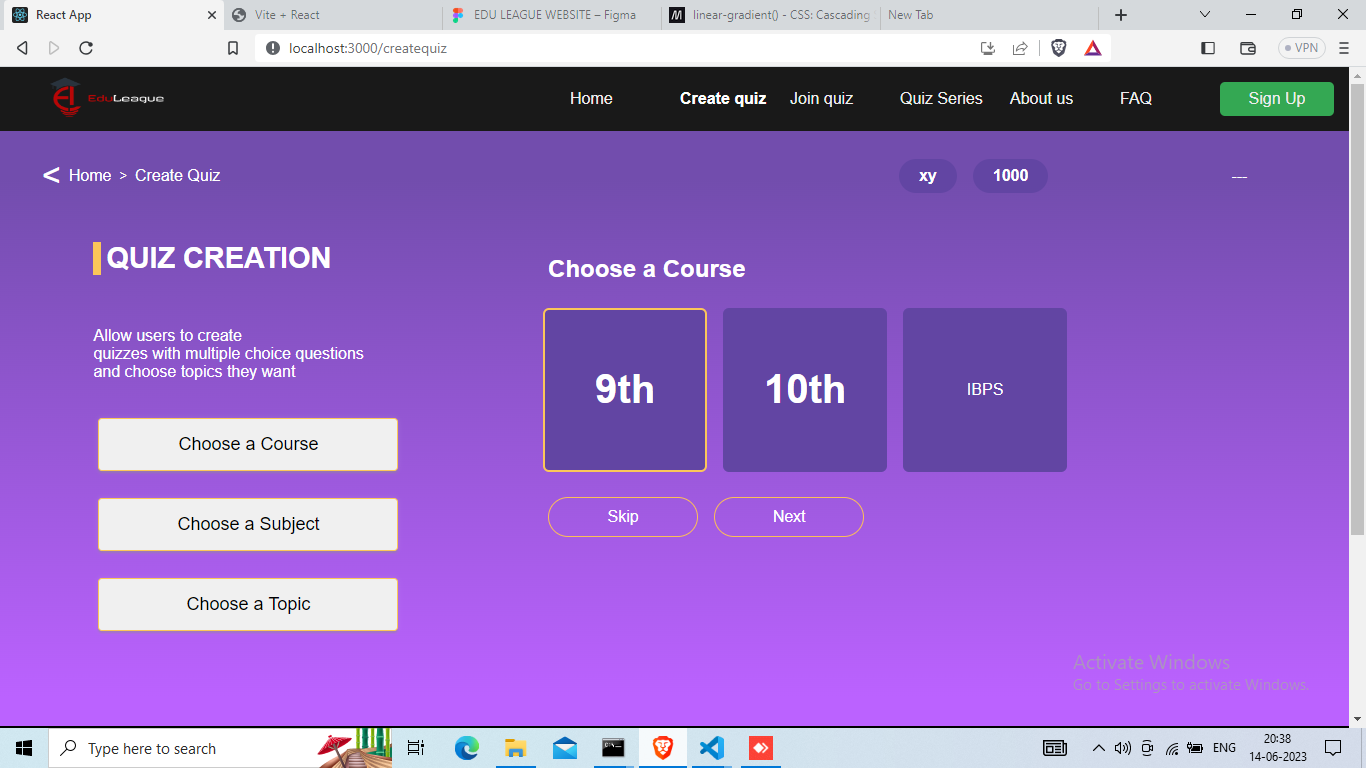 React App
Vite + React
EDU LEAGUE WEBSITE – Figma
linear-gradient() - CSS: Cascading
New Tab
localhost:3000/createquiz
VPN
EduLeague
Home
Create quiz
Join quiz
Quiz Series
About us
FAQ
Sign Up
< Home > Create Quiz
xy
1000
---
QUIZ CREATION
Allow users to create
quizzes with multiple choice questions
and choose topics they want
Choose a Course
Choose a Subject
Choose a Topic
Choose a Course
9th
10th
IBPS
Skip
Next
Activate Windows
Go to Settings to activate Windows.
Type here to search
ENG
20:38
14-06-2023